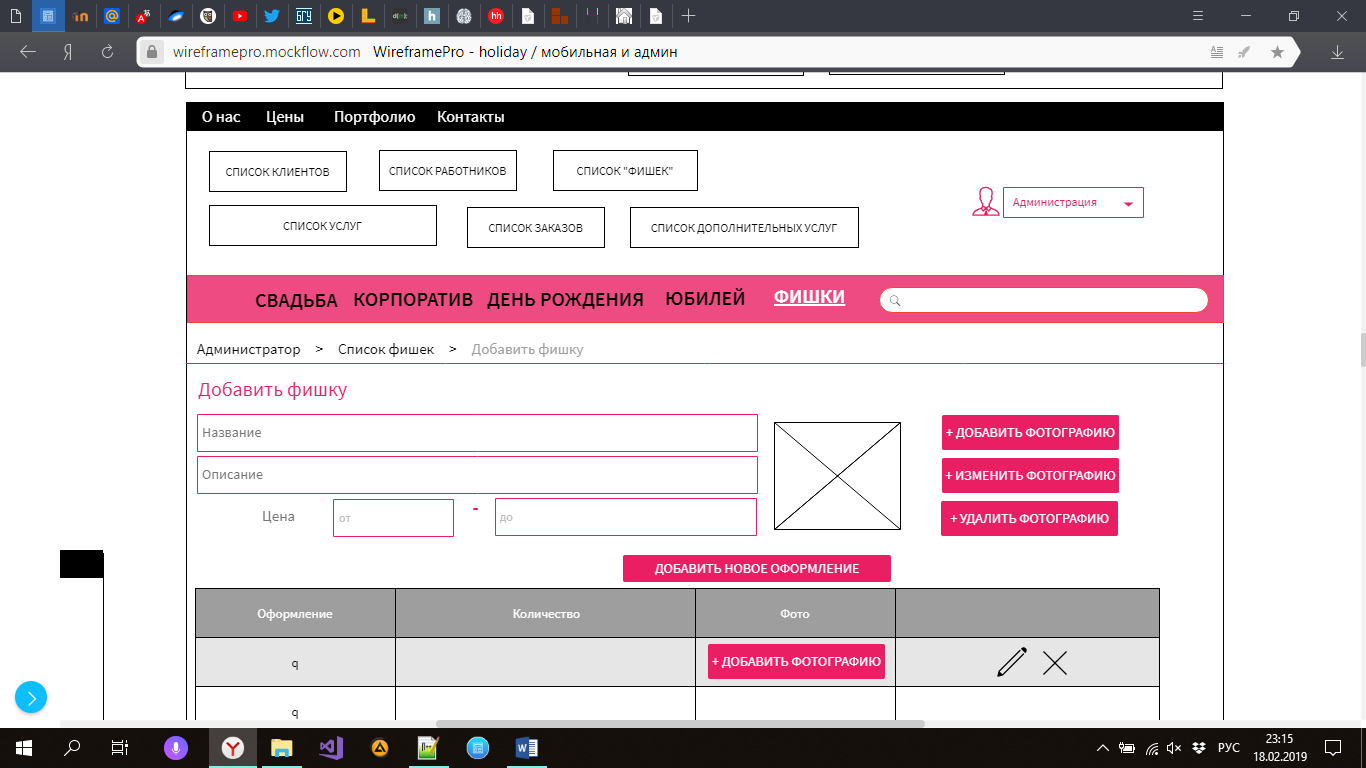 wireframepro.mockflow.com WireframePro - holiday / мобильная и админ
О нас Цены Портфолио Контакты
СПИСОК КЛИЕНТОВ СПИСОК РАБОТНИКОВ СПИСОК "ФИШЕК"
Администрация
СПИСОК УСЛУГ СПИСОК ЗАКАЗОВ СПИСОК ДОПОЛНИТЕЛЬНЫХ УСЛУГ
СВАДЬБА КОРПОРАТИВ ДЕНЬ РОЖДЕНИЯ ЮБИЛЕЙ ФИШКИ
Администратор > Список фишек > Добавить фишку
Добавить фишку
Название
+ ДОБАВИТЬ ФОТОГРАФИЮ
Описание
+ ИЗМЕНИТЬ ФОТОГРАФИЮ
Цена от - до
+ УДАЛИТЬ ФОТОГРАФИЮ
ДОБАВИТЬ НОВОЕ ОФОРМЛЕНИЕ
Оформление Количество Фото
q + ДОБАВИТЬ ФОТОГРАФИЮ
q
РУС 23:15
18.02.2019